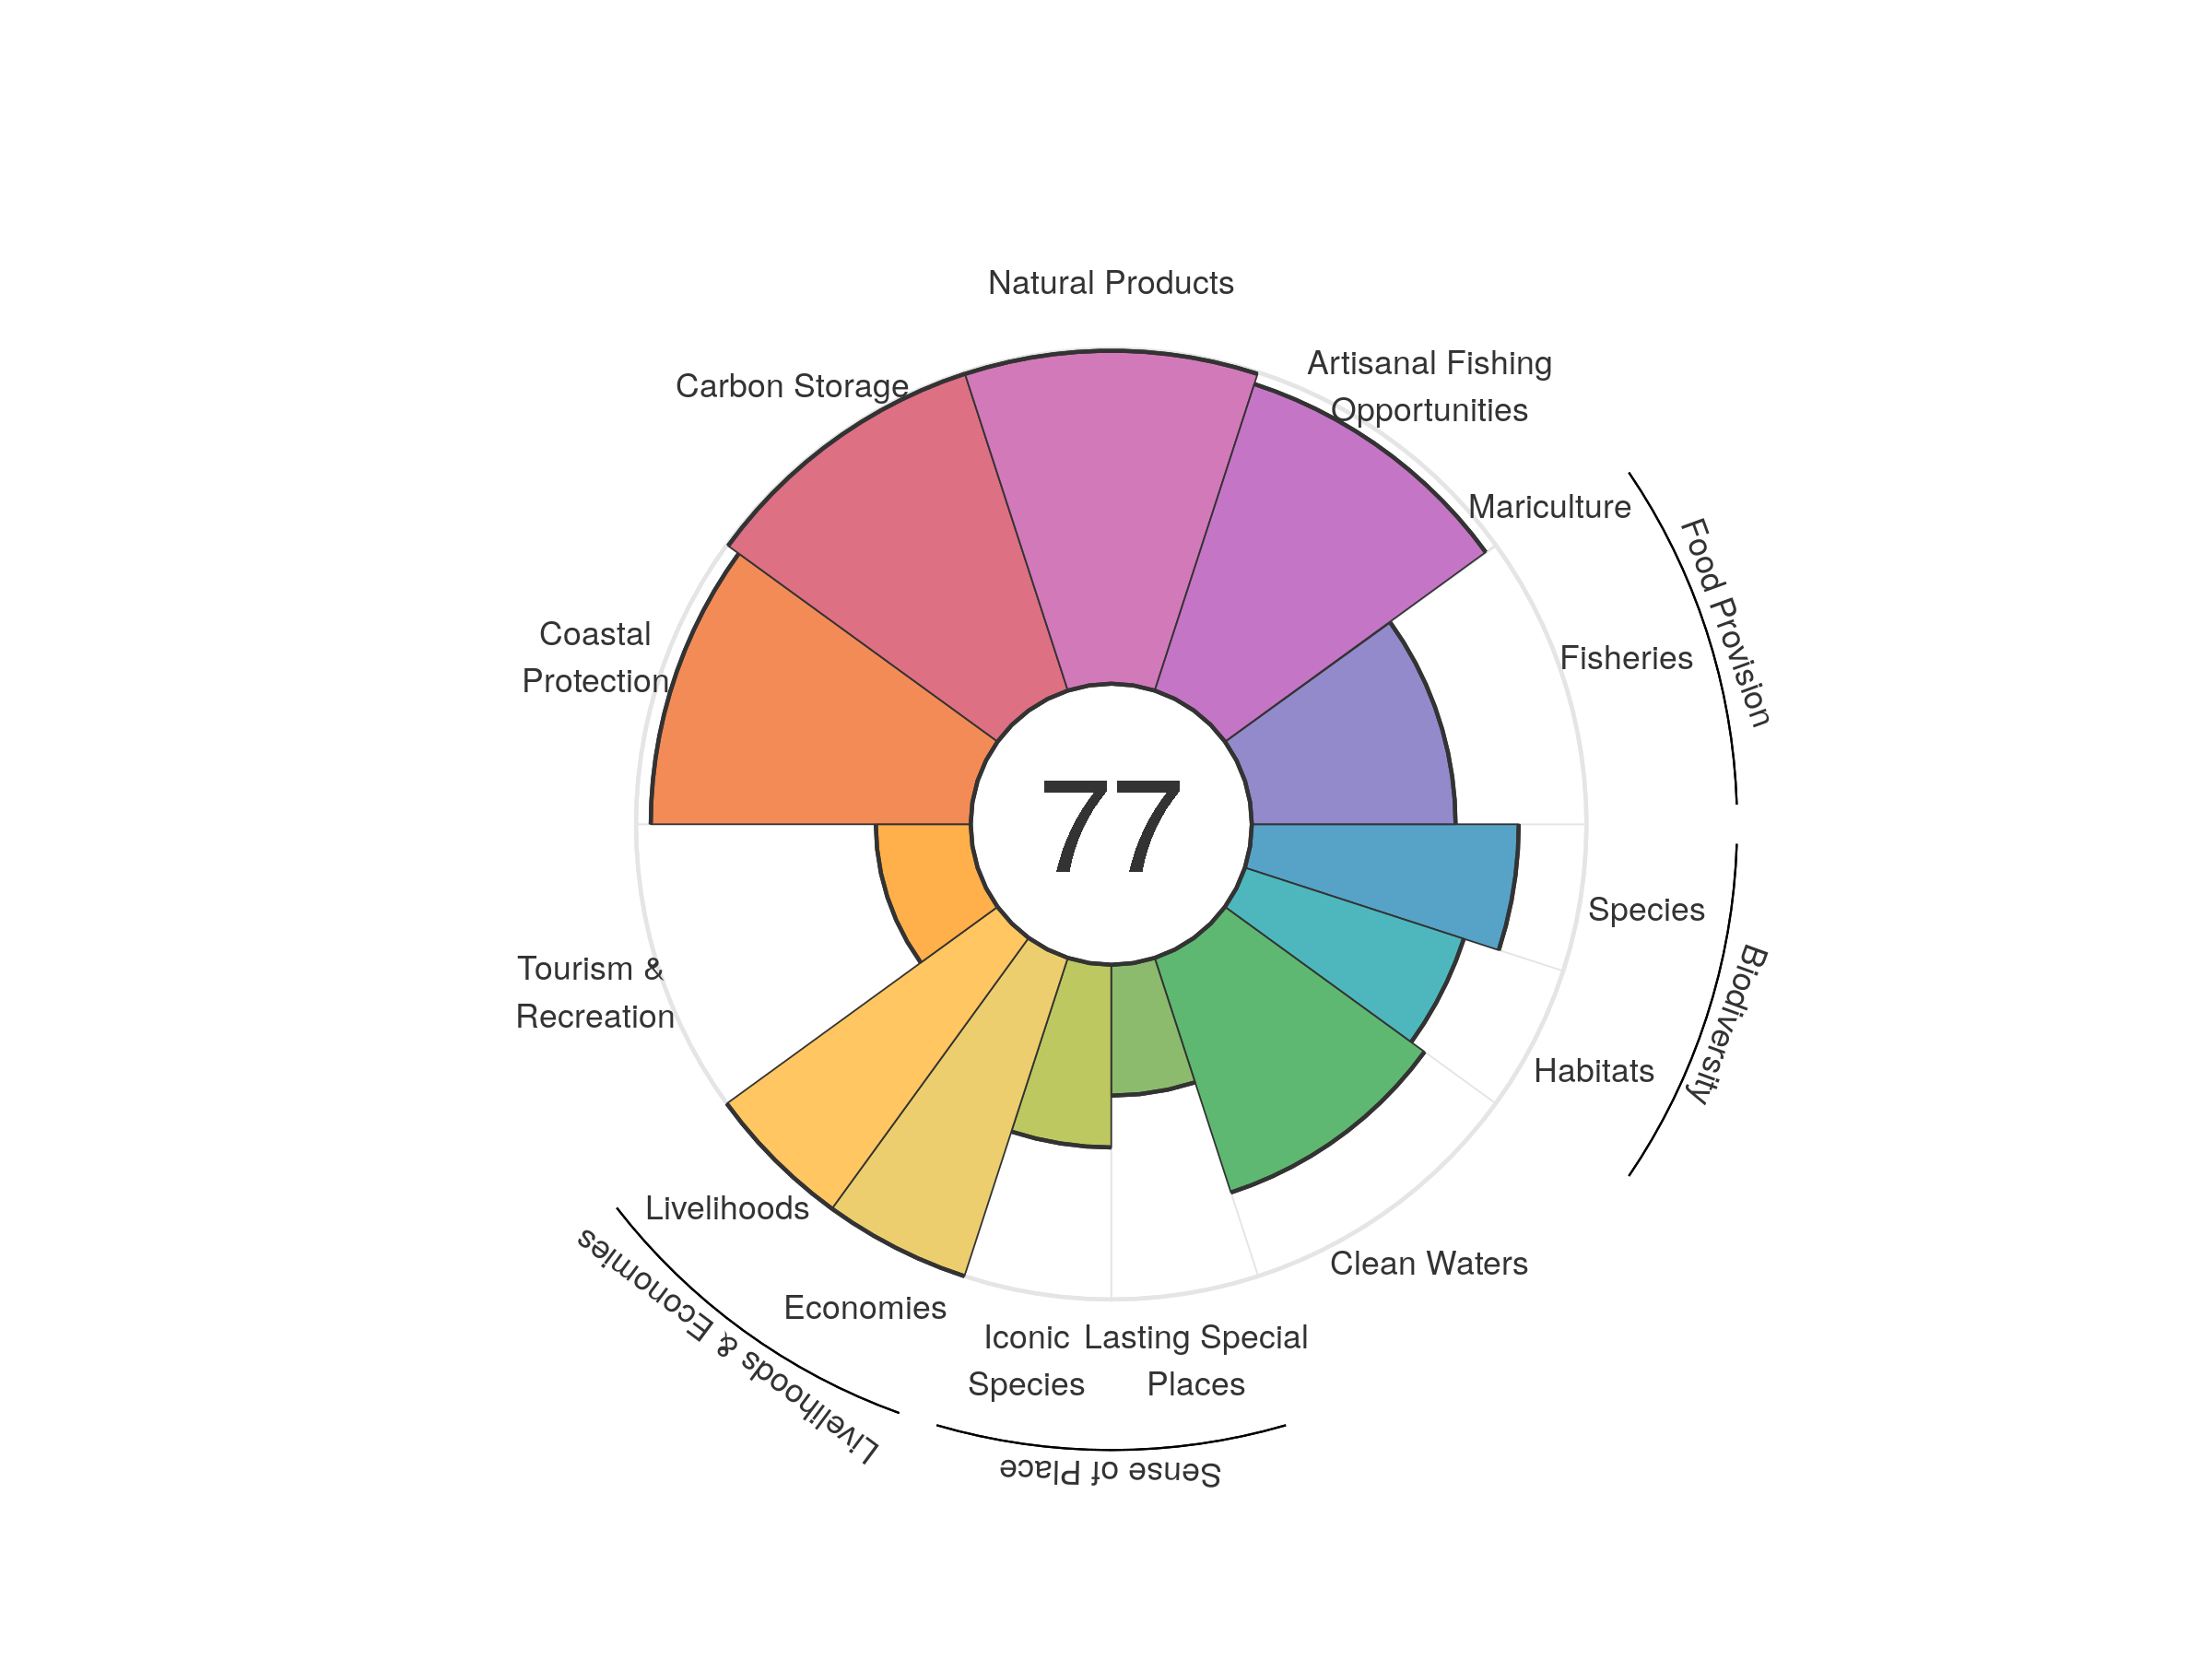 Natural Products
Carbon Storage
Artisanal Fishing
Opportunities
Mariculture
Food Provision
Fisheries
Coastal
Protection
77
Species
Biodiversity
Habitats
Tourism &
Recreation
Livelihoods
Clean Waters
Economies
Livelihoods & Economies
Iconic
Species
Lasting Special
Places
Sense of Place